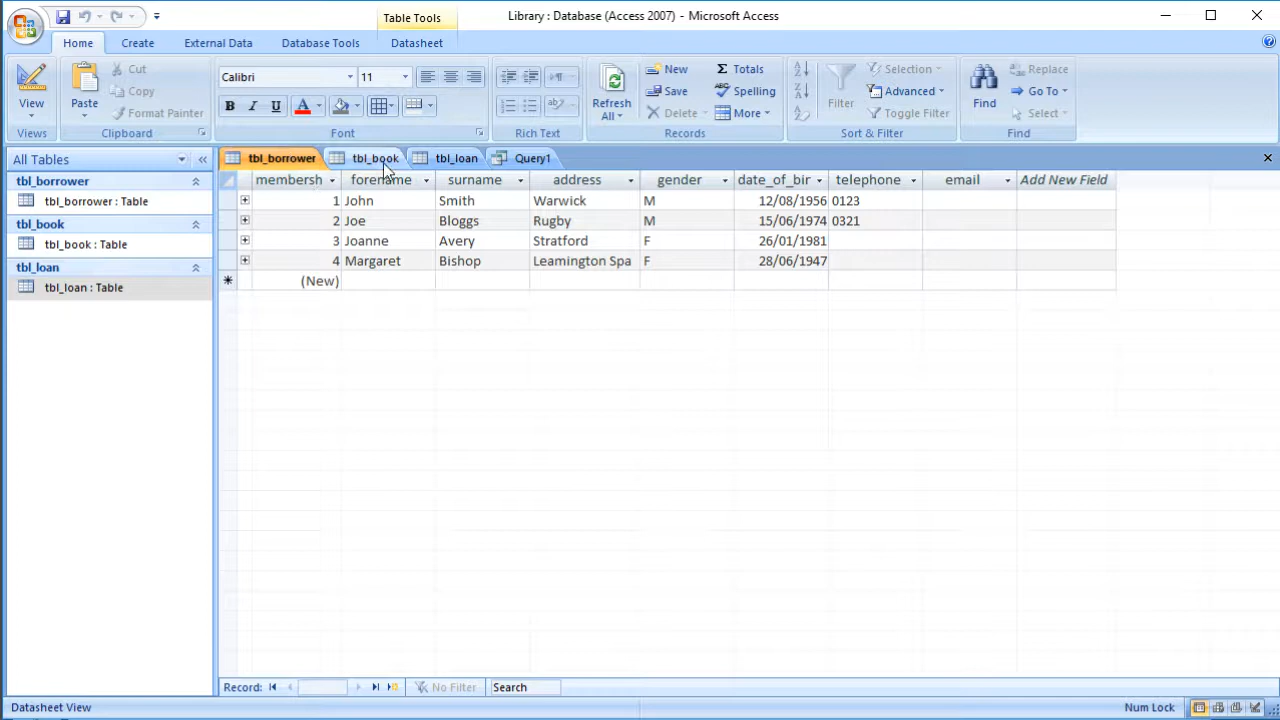 Table Tools
Library : Database (Access 2007) - Microsoft Access
Home Create External Data Database Tools Datasheet
View
Views
Paste
Cut
Copy
Format Painter
Clipboard
Calibri 11
B I U A
Font
Rich Text
Refresh All
New
Save
Delete
Totals
Spelling
More
Records
Filter
Selection
Advanced
Toggle Filter
Sort & Filter
Find
Replace
Go To
Select
Find
All Tables
tbl_borrower
tbl_borrower : Table
tbl_book
tbl_book : Table
tbl_loan
tbl_loan : Table
tbl_borrower tbl_book tbl_loan Query1
membersh forename surname address gender date_of_bir telephone email Add New Field
1 John Smith Warwick M 12/08/1956 0123
2 Joe Bloggs Rugby M 15/06/1974 0321
3 Joanne Avery Stratford F 26/01/1981
4 Margaret Bishop Leamington Spa F 28/06/1947
(New)
Record: No Filter Search
Datasheet View
Num Lock